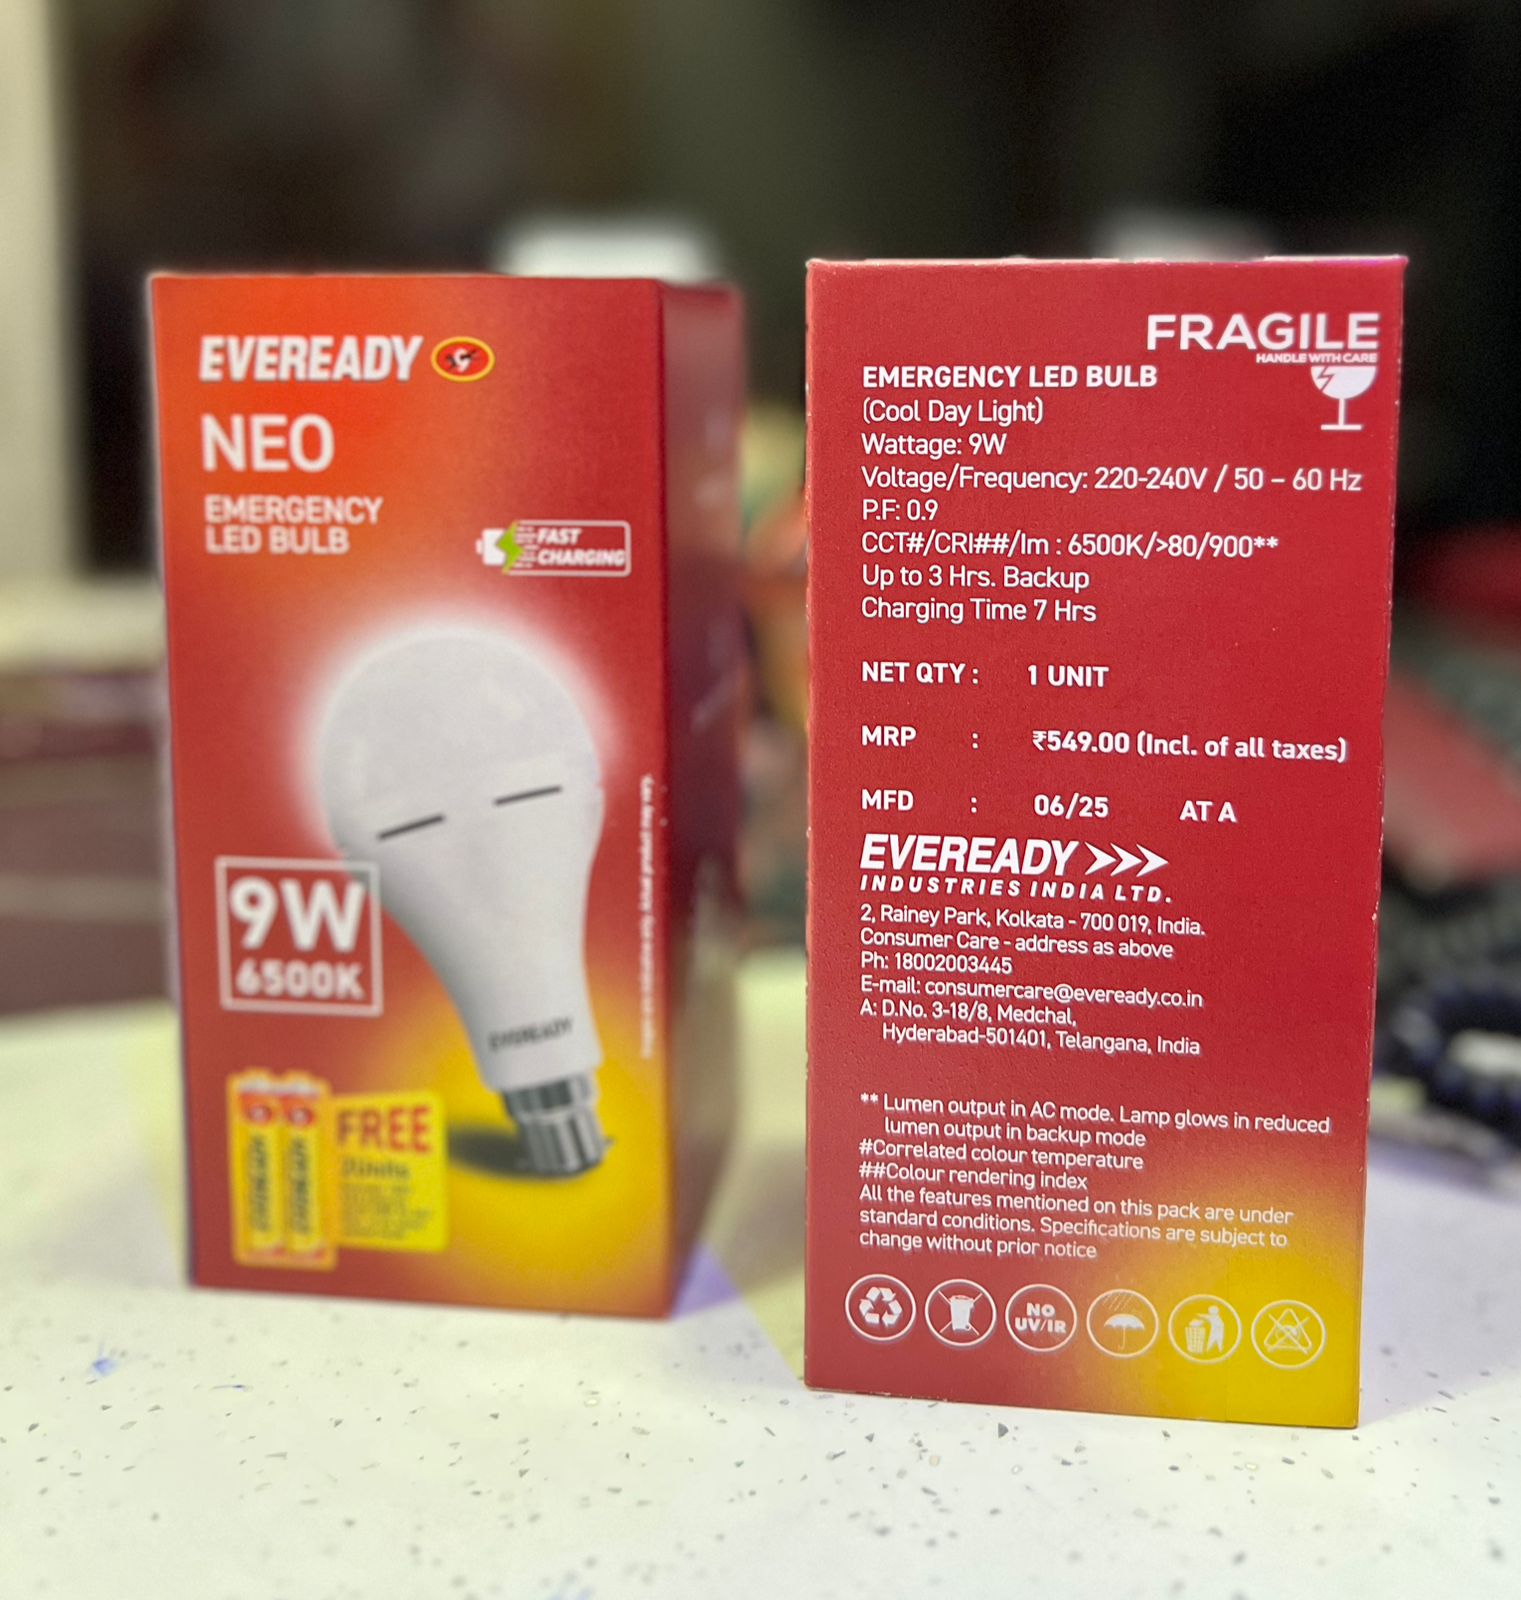 EVEREADY
NEO
EMERGENCY
LED BULB
FAST
CHARGING
9W
6500K
EVEREADY
FREE
2 Units
FRAGILE
HANDLE WITH CARE
EMERGENCY LED BULB
(Cool Day Light)
Wattage: 9W
Voltage/Frequency: 220-240V / 50 – 60 Hz
P.F: 0.9
CCT#/CRI##/lm : 6500K/>80/900**
Up to 3 Hrs. Backup
Charging Time 7 Hrs
NET QTY : 1 UNIT
MRP : ₹549.00 (Incl. of all taxes)
MFD : 06/25 AT A
EVEREADY
INDUSTRIES INDIA LTD.
2, Rainey Park, Kolkata - 700 019, India.
Consumer Care - address as above
Ph: 18002003445
E-mail: consumercare@eveready.co.in
A: D.No. 3-18/8, Medchal,
Hyderabad-501401, Telangana, India
** Lumen output in AC mode. Lamp glows in reduced
lumen output in backup mode
#Correlated colour temperature
##Colour rendering index
All the features mentioned on this pack are under
standard conditions. Specifications are subject to
change without prior notice
NO
UV/IR